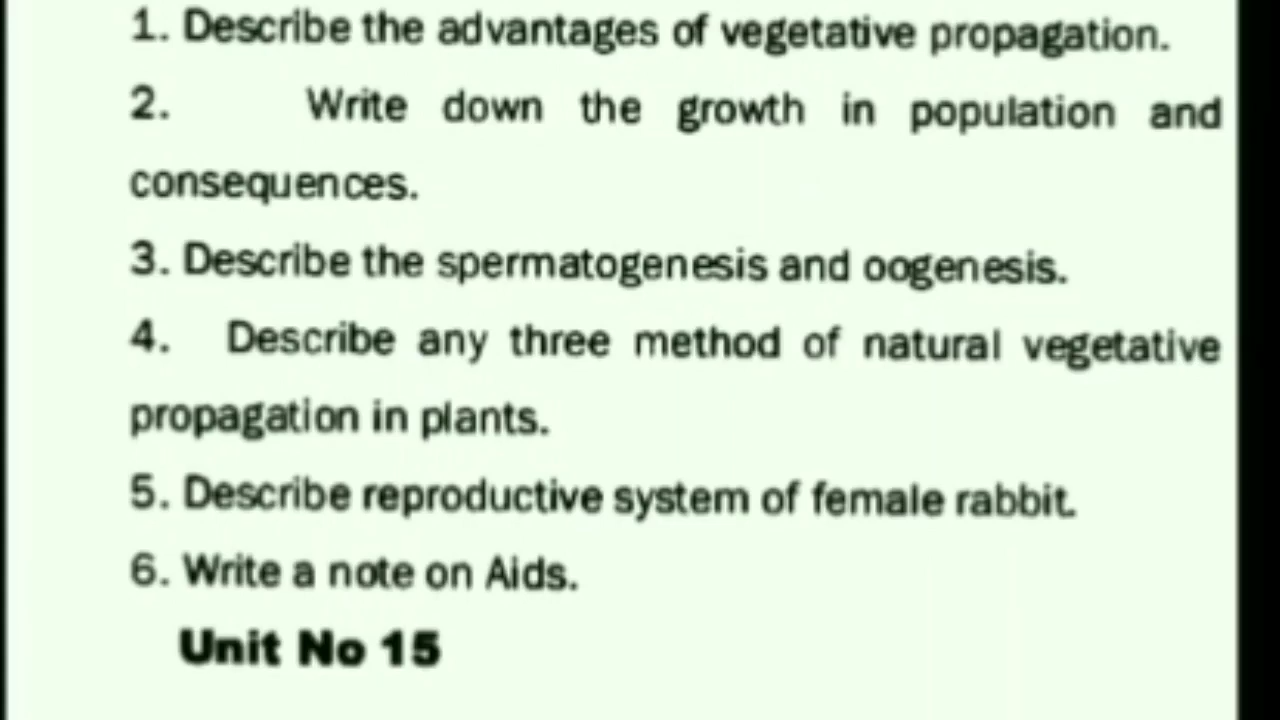 1. Describe the advantages of vegetative propagation.
2. Write down the growth in population and
consequences.
3. Describe the spermatogenesis and oogenesis.
4. Describe any three method of natural vegetative
propagation in plants.
5. Describe reproductive system of female rabbit.
6. Write a note on Aids.
Unit No 15